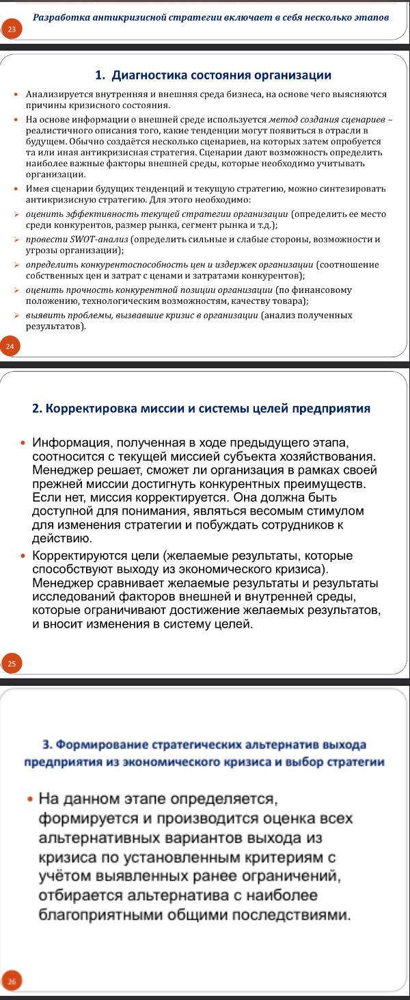 Разработка антикризисной стратегии включает в себя несколько этапов
23
1. Диагностика состояния организации
• Анализируется внутренняя и внешняя среда бизнеса, на основе чего выясняются
причины кризисного состояния.
• На основе информации о внешней среде используется метод создания сценариев –
реалистичного описания того, какие тенденции могут появиться в отрасли в
будущем. Обычно создаётся несколько сценариев, на которых затем опробуется
та или иная антикризисная стратегия. Сценарии дают возможность определить
наиболее важные факторы внешней среды, которые необходимо учитывать
организации.
• Имея сценарии будущих тенденций и текущую стратегию, можно синтезировать
антикризисную стратегию. Для этого необходимо:
➢ оценить эффективность текущей стратегии организации (определить ее место
среди конкурентов, размер рынка, сегмент рынка и т.д.);
➢ провести SWOT-анализ (определить сильные и слабые стороны, возможности и
угрозы организации);
➢ определить конкурентоспособность цен и издержек организации (соотношение
собственных цен и затрат с ценами и затратами конкурентов);
➢ оценить прочность конкурентной позиции организации (по финансовому
положению, технологическим возможностям, качеству товара);
➢ выявить проблемы, вызвавшие кризис в организации (анализ полученных
результатов).
24
2. Корректировка миссии и системы целей предприятия
• Информация, полученная в ходе предыдущего этапа,
соотносится с текущей миссией субъекта хозяйствования.
Менеджер решает, сможет ли организация в рамках своей
прежней миссии достигнуть конкурентных преимуществ.
Если нет, миссия корректируется. Она должна быть
доступной для понимания, являться весомым стимулом
для изменения стратегии и побуждать сотрудников к
действию.
• Корректируются цели (желаемые результаты, которые
способствуют выходу из экономического кризиса).
Менеджер сравнивает желаемые результаты и результаты
исследований факторов внешней и внутренней среды,
которые ограничивают достижение желаемых результатов,
и вносит изменения в систему целей.
25
3. Формирование стратегических альтернатив выхода
предприятия из экономического кризиса и выбор стратегии
• На данном этапе определяется,
формируется и производится оценка всех
альтернативных вариантов выхода из
кризиса по установленным критериям с
учётом выявленных ранее ограничений,
отбирается альтернатива с наиболее
благоприятными общими последствиями.
26